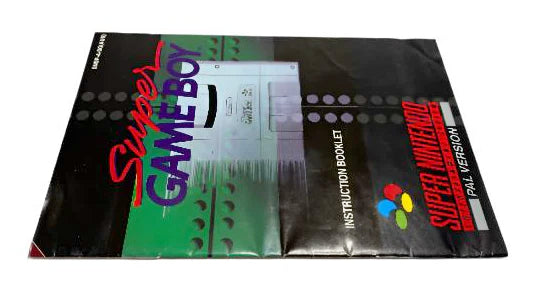 Super
GAME BOY
INSTRUCTION BOOKLET
SUPER NINTENDO
PAL VERSION